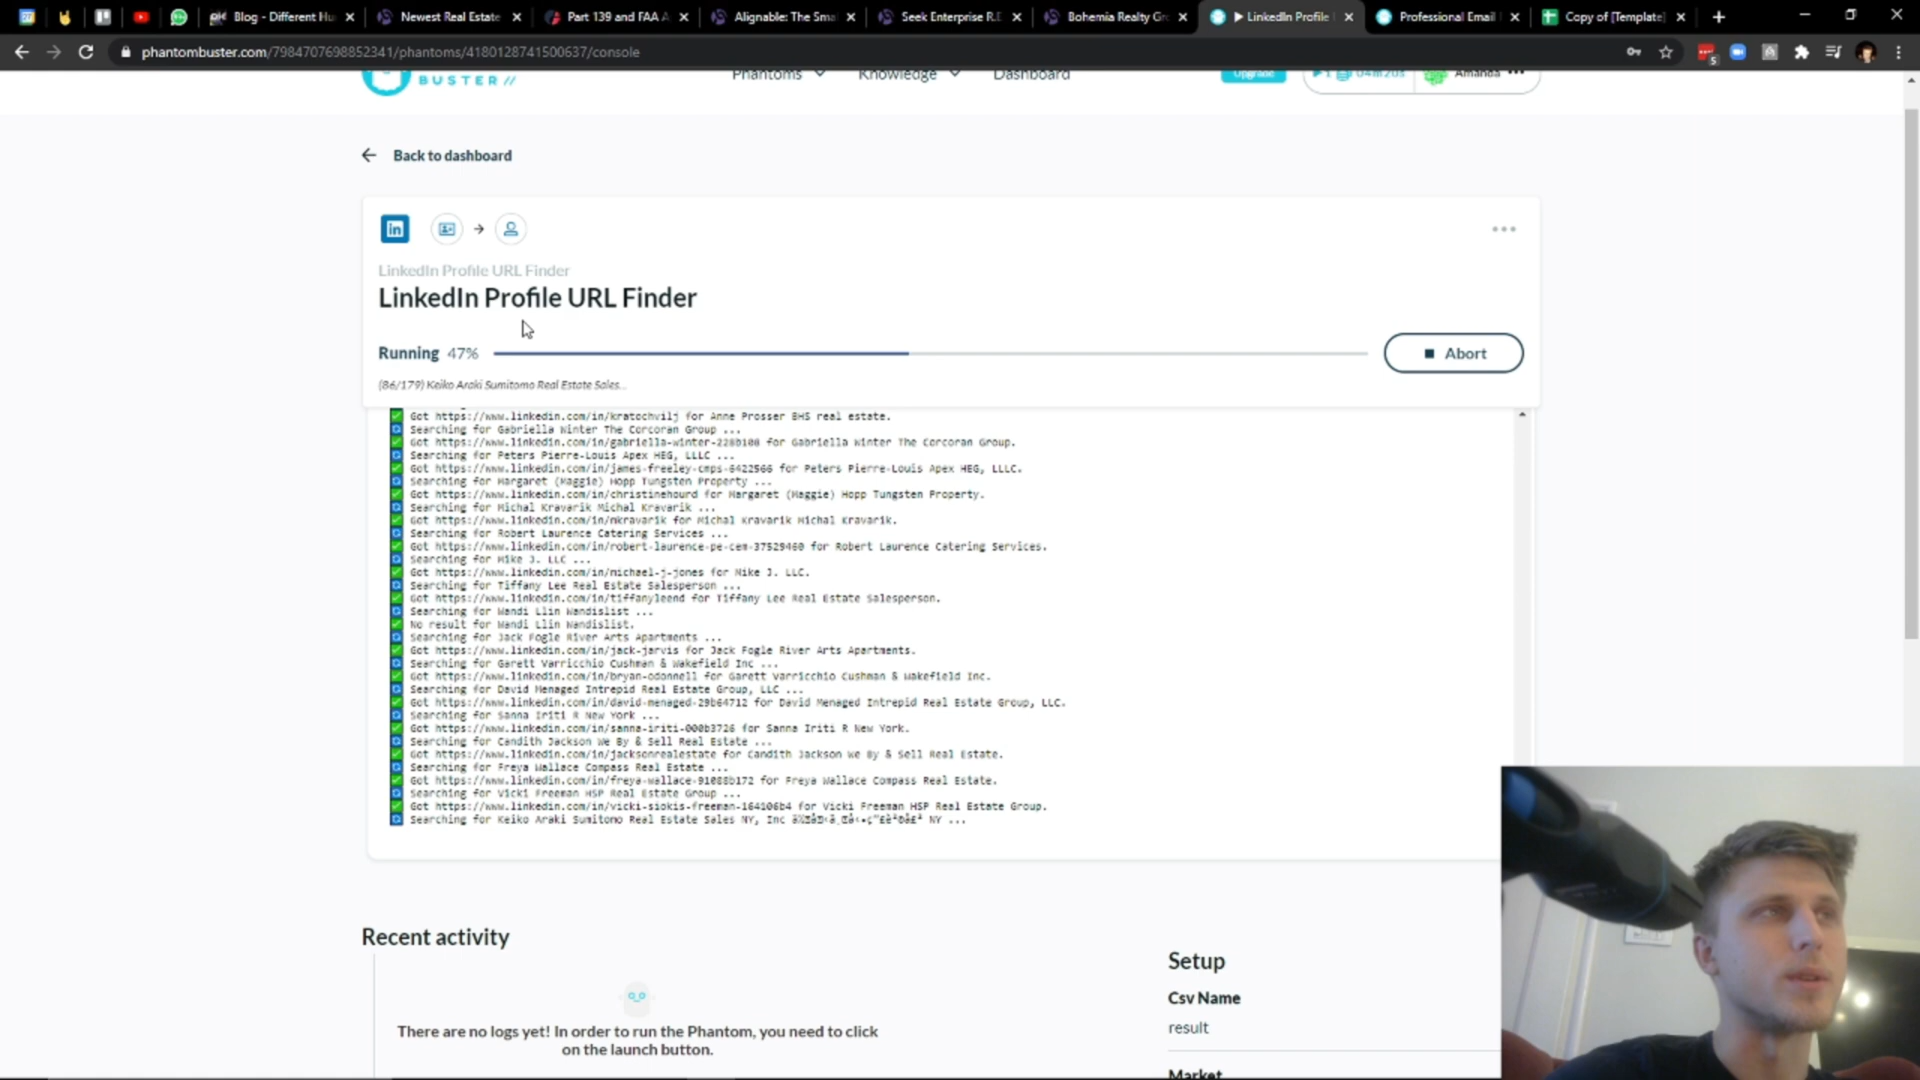 Blog - Different Hu
Newest Real Estate
Part 139 and FAA A
Alignable: The Sma
Seek Enterprise R.E
Bohemia Realty Gr
LinkedIn Profile
Professional Email
Copy of [Template]
phantombuster.com/7984707698852341/phantoms/4180128741500637/console
BUSTER //
Phantoms
Knowledge
Dashboard
Upgrade
1
04m20s
Amanda
Back to dashboard
LinkedIn Profile URL Finder
LinkedIn Profile URL Finder
Running 47%
Abort
(86/179) Keiko Araki Sumitomo Real Estate Sales...
Got https://www.linkedin.com/in/kratochvilj for Anne Prosser BHS real estate.
Searching for Gabriella Winter The Corcoran Group ...
Got https://www.linkedin.com/in/gabriella-winter-228b108 for Gabriella Winter The Corcoran Group.
Searching for Peters Pierre-Louis Apex HEG, LLLC ...
Got https://www.linkedin.com/in/james-freeley-cmps-6422566 for Peters Pierre-Louis Apex HEG, LLLC.
Searching for Margaret (Maggie) Hopp Tungsten Property ...
Got https://www.linkedin.com/in/christinehourd for Margaret (Maggie) Hopp Tungsten Property.
Searching for Michal Kravarik Michal Kravarik ...
Got https://www.linkedin.com/in/mkravarik for Michal Kravarik Michal Kravarik.
Searching for Robert Laurence Catering Services ...
Got https://www.linkedin.com/in/robert-laurence-pe-cem-37529460 for Robert Laurence Catering Services.
Searching for Mike J. LLC ...
Got https://www.linkedin.com/in/michael-j-jones for Mike J. LLC.
Searching for Tiffany Lee Real Estate Salesperson ...
Got https://www.linkedin.com/in/tiffanyleend for Tiffany Lee Real Estate Salesperson.
Searching for Wandi Llin Wandislist ...
No result for Wandi Llin Wandislist.
Searching for Jack Fogle River Arts Apartments ...
Got https://www.linkedin.com/in/jack-jarvis for Jack Fogle River Arts Apartments.
Searching for Garett Varricchio Cushman & Wakefield Inc ...
Got https://www.linkedin.com/in/bryan-odonnell for Garett Varricchio Cushman & Wakefield Inc.
Searching for David Menaged Intrepid Real Estate Group, LLC ...
Got https://www.linkedin.com/in/david-menaged-29b64712 for David Menaged Intrepid Real Estate Group, LLC.
Searching for Sanna Iriti R New York ...
Got https://www.linkedin.com/in/sanna-iriti-000b3726 for Sanna Iriti R New York.
Searching for Candith Jackson We By & Sell Real Estate ...
Got https://www.linkedin.com/in/jacksonrealestate for Candith Jackson We By & Sell Real Estate.
Searching for Freya Wallace Compass Real Estate ...
Got https://www.linkedin.com/in/freya-wallace-91088b172 for Freya Wallace Compass Real Estate.
Searching for Vicki Freeman HSP Real Estate Group ...
Got https://www.linkedin.com/in/vicki-siokis-freeman-164106b4 for Vicki Freeman HSP Real Estate Group.
Searching for Keiko Araki Sumitomo Real Estate Sales NY, Inc NY ...
Recent activity
There are no logs yet! In order to run the Phantom, you need to click
on the launch button.
Setup
Csv Name
result
Market